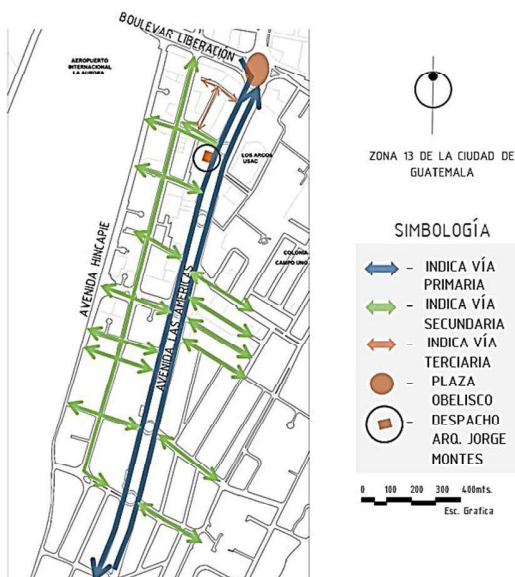 BOULEVAR LIBERACIÓN
AEROPUERTO
INTERNACIONAL
LA AURORA
LOS ARCOS
USAC
COLONIA
CAMPO UNO
AVENIDA HINCAPIE
AVENIDA LAS AMERICAS
ZONA 13 DE LA CIUDAD DE
GUATEMALA
SIMBOLOGÍA
- INDICA VÍA
PRIMARIA
- INDICA VÍA
SECUNDARIA
- INDICA VÍA
TERCIARIA
- PLAZA
OBELISCO
- DESPACHO
ARQ. JORGE
MONTES
0 100 200 300 400mts.
Esc. Grafica